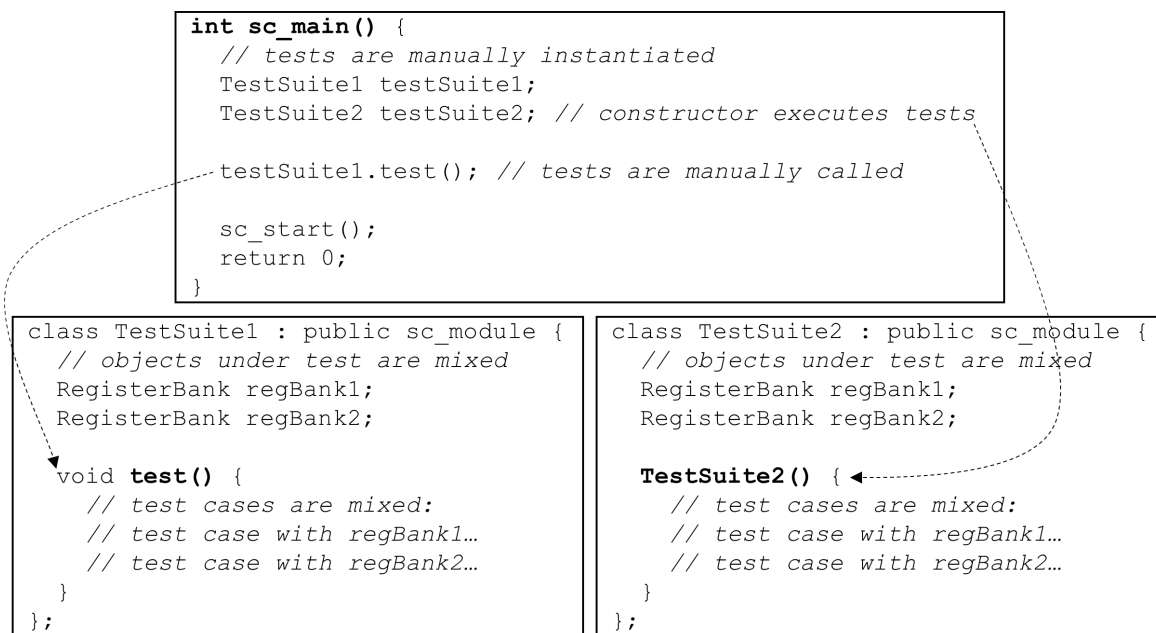 int sc_main() {
// tests are manually instantiated
TestSuite1 testSuite1;
TestSuite2 testSuite2; // constructor executes tests
testSuite1.test(); // tests are manually called
sc_start();
return 0;
}
class TestSuite1 : public sc_module {
// objects under test are mixed
RegisterBank regBank1;
RegisterBank regBank2;
void test() {
// test cases are mixed:
// test case with regBank1…
// test case with regBank2…
}
};
class TestSuite2 : public sc_module {
// objects under test are mixed
RegisterBank regBank1;
RegisterBank regBank2;
TestSuite2() {
// test cases are mixed:
// test case with regBank1…
// test case with regBank2…
}
};